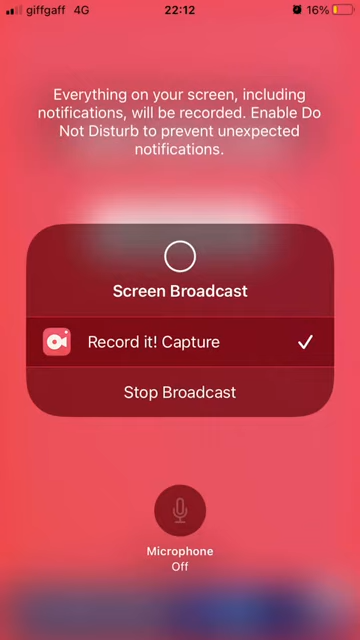 giffgaff 4G 22:12 16%
Everything on your screen, including
notifications, will be recorded. Enable Do
Not Disturb to prevent unexpected
notifications.
Screen Broadcast
Record it! Capture
Stop Broadcast
Microphone
Off